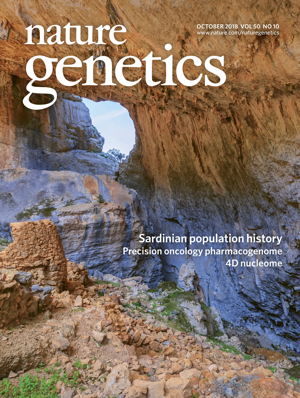 nature
genetics
OCTOBER 2018 VOL 50 NO 10
www.nature.com/naturegenetics
Sardinian population history
Precision oncology pharmacogenome
4D nucleome